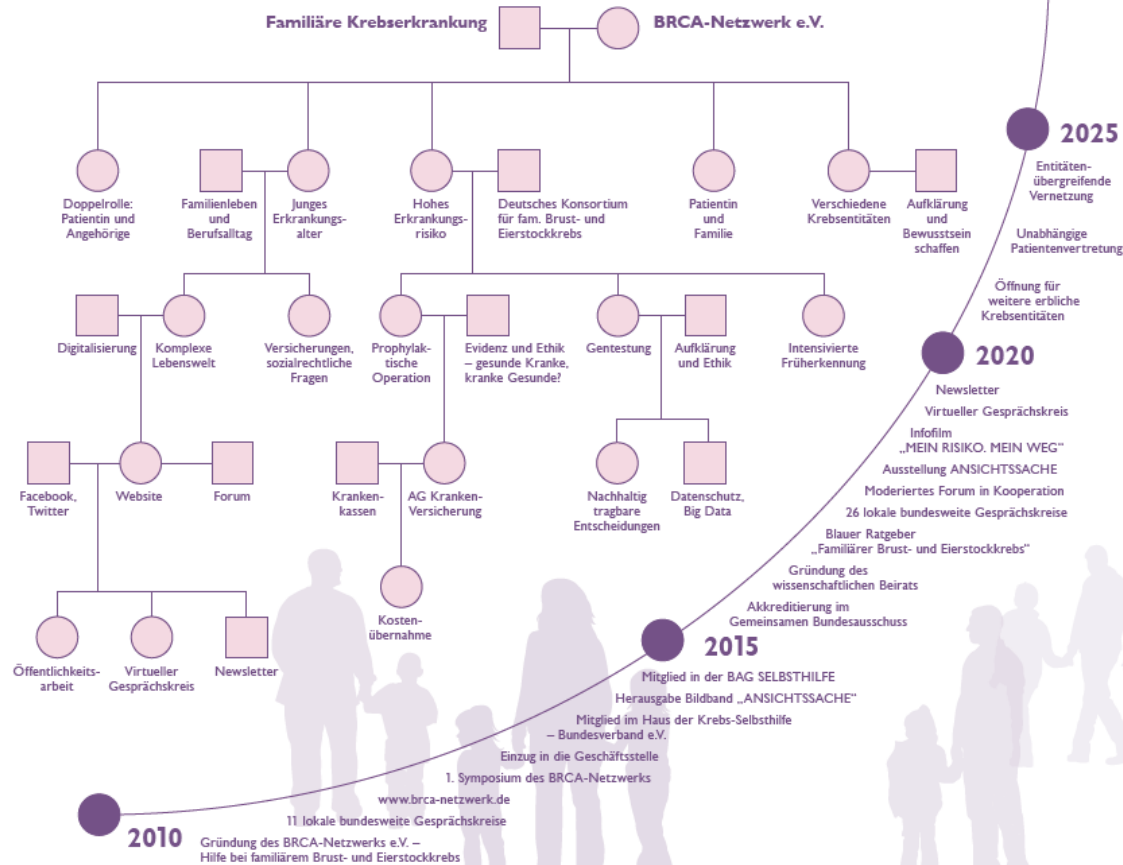 Familiäre Krebserkrankung
BRCA-Netzwerk e.V.
Doppelrolle:
Patientin und
Angehörige
Familienleben
und
Berufsalltag
Junges
Erkrankungs-
alter
Hohes
Erkrankungs-
risiko
Deutsches Konsortium
für fam. Brust- und
Eierstockkrebs
Patientin
und
Familie
Verschiedene
Krebsentitäten
Aufklärung
und
Bewusstsein
schaffen
Digitalisierung
Komplexe
Lebenswelt
Versicherungen,
sozialrechtliche
Fragen
Prophylak-
tische
Operation
Evidenz und Ethik
– gesunde Kranke,
kranke Gesunde?
Gentestung
Aufklärung
und Ethik
Intensivierte
Früherkennung
Facebook,
Twitter
Website
Forum
Kranken-
kassen
AG Kranken-
Versicherung
Nachhaltig
tragbare
Entscheidungen
Datenschutz,
Big Data
Kosten-
übernahme
Öffentlichkeits-
arbeit
Virtueller
Gesprächskreis
Newsletter
2025
Entitäten-
übergreifende
Vernetzung
Unabhängige
Patientenvertretung
Öffnung für
weitere erbliche
Krebsentitäten
2020
Newsletter
Virtueller Gesprächskreis
Infofilm
„MEIN RISIKO. MEIN WEG“
Ausstellung ANSICHTSSACHE
Moderiertes Forum in Kooperation
26 lokale bundesweite Gesprächskreise
Blauer Ratgeber
„Familiärer Brust- und Eierstockkrebs“
Gründung des
wissenschaftlichen Beirats
Akkreditierung im
Gemeinsamen Bundesausschuss
2015
Mitglied in der BAG SELBSTHILFE
Herausgabe Bildband „ANSICHTSSACHE“
Mitglied im Haus der Krebs-Selbsthilfe
– Bundesverband e.V.
Einzug in die Geschäftsstelle
1. Symposium des BRCA-Netzwerks
www.brca-netzwerk.de
11 lokale bundesweite Gesprächskreise
2010
Gründung des BRCA-Netzwerks e.V. –
Hilfe bei familiärem Brust- und Eierstockkrebs